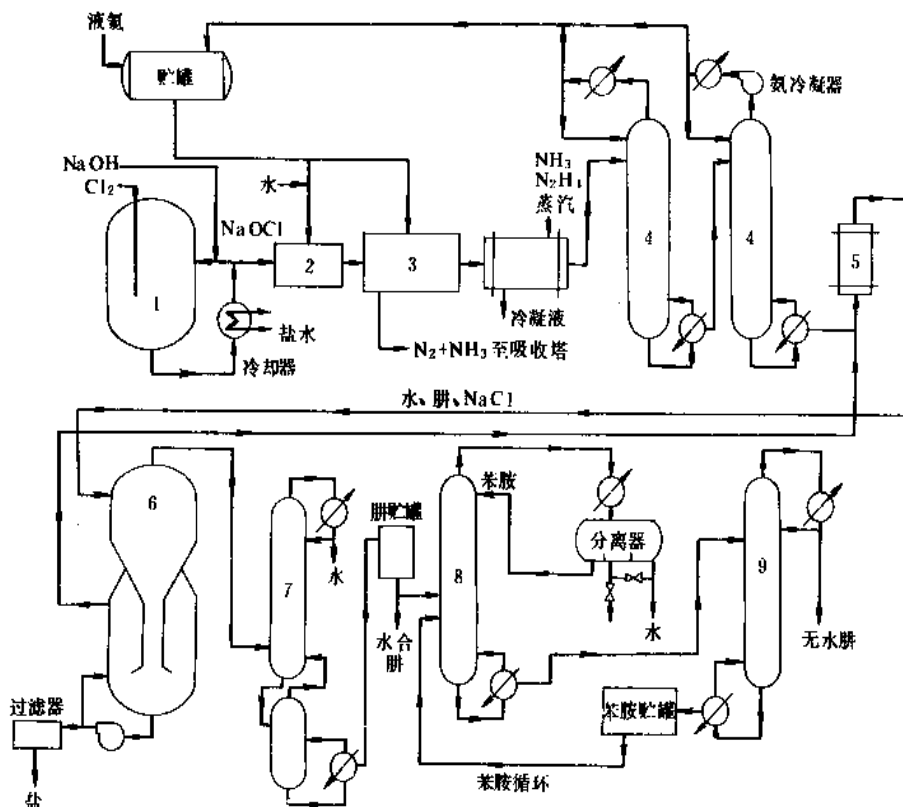 液氨
贮罐
氨冷凝器
NaOH
Cl₂
水
NH₃
N₂H₄
蒸汽
NaOCl
1
2
3
4
4
5
冷凝液
盐水
冷却器
N₂+NH₃至吸收塔
水、肼、NaCl
6
苯胺
肼贮罐
分离器
水
7
8
9
水合
肼
水
无水肼
过滤器
苯胺贮罐
苯胺循环
盐